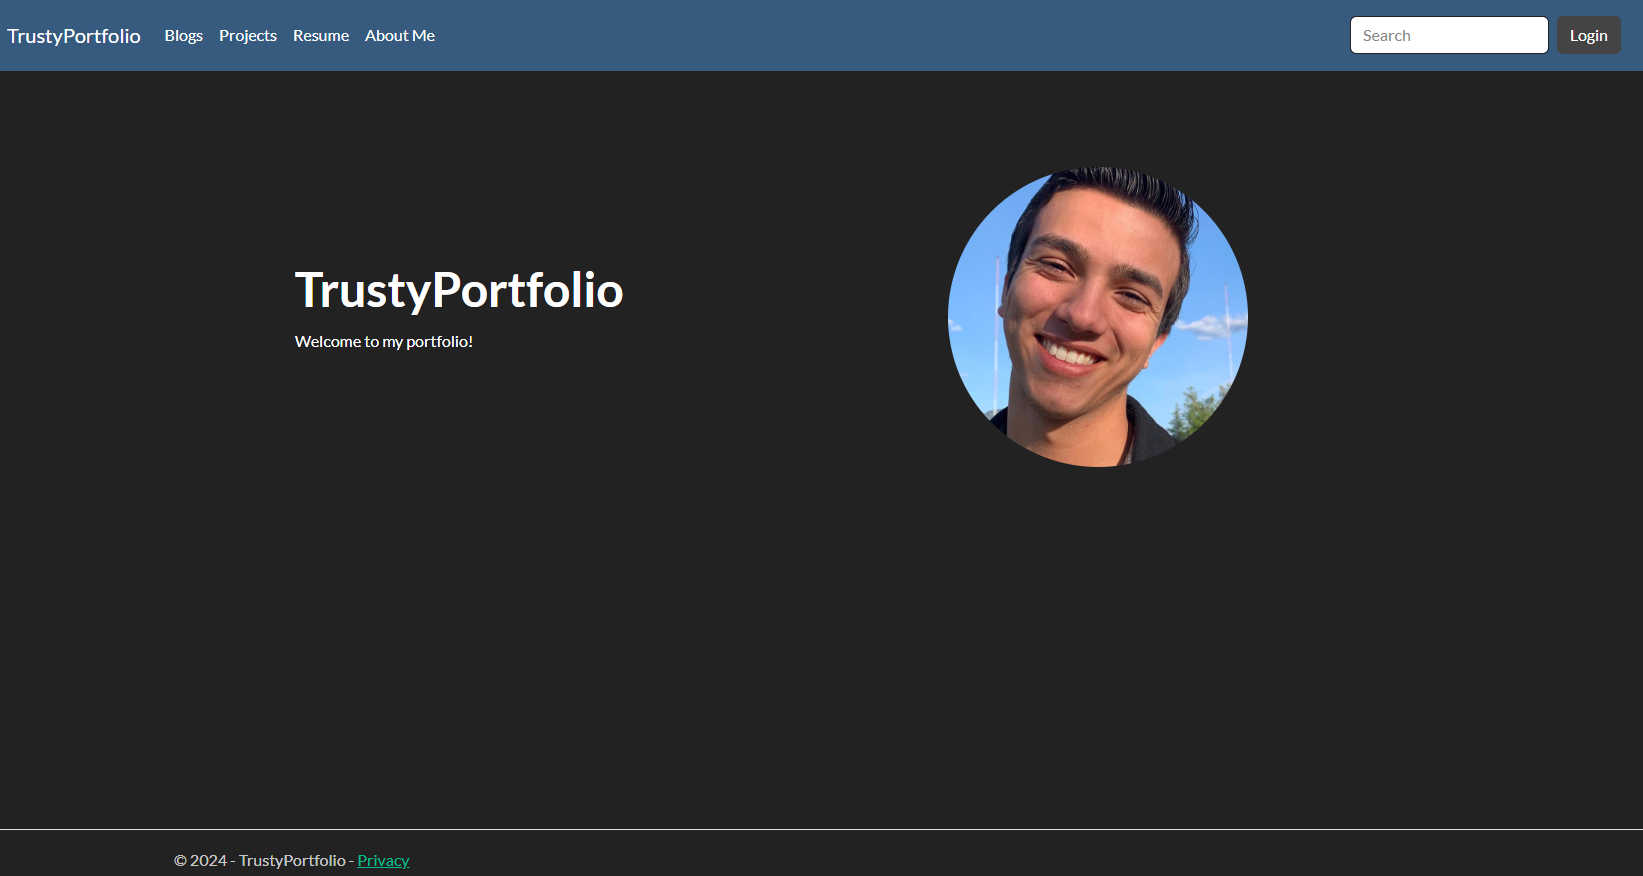 TrustyPortfolio Blogs Projects Resume About Me Search Login
TrustyPortfolio
Welcome to my portfolio!
© 2024 - TrustyPortfolio - Privacy